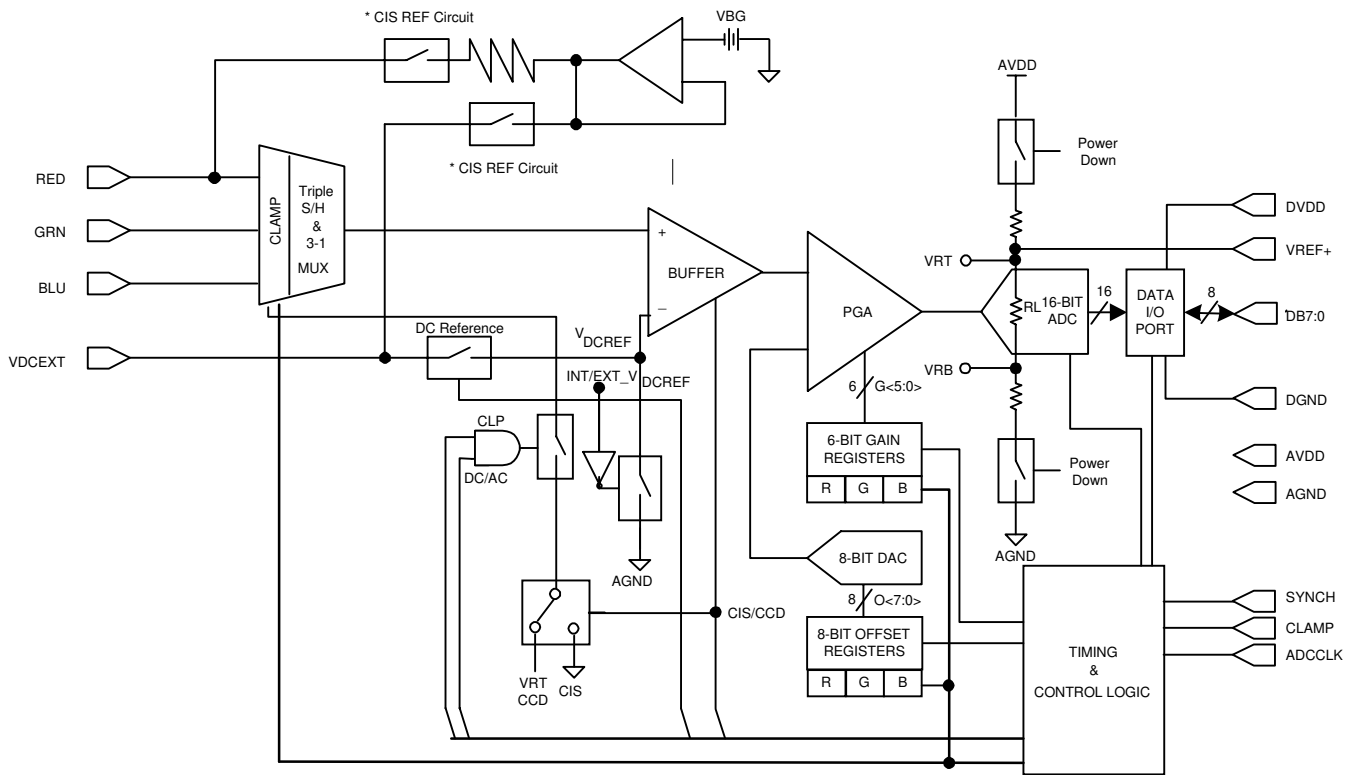 * CIS REF Circuit
VBG
AVDD
Power
Down
* CIS REF Circuit
RED
GRN
BLU
VDCEXT
CLAMP
Triple
S/H
&
3-1
MUX
+
BUFFER
–
DC Reference
VDCREF
INT/EXT_VDCREF
CLP
DC/AC
AGND
VRT
CCD
CIS
CIS/CCD
PGA
6
G<5:0>
6-BIT GAIN
REGISTERS
R
G
B
8-BIT DAC
8
O<7:0>
8-BIT OFFSET
REGISTERS
R
G
B
VRT
VRB
RL
16-BIT
ADC
16
DATA
I/O
PORT
8
Power
Down
AGND
TIMING
&
CONTROL LOGIC
DVDD
VREF+
DB7:0
DGND
AVDD
AGND
SYNCH
CLAMP
ADCCLK